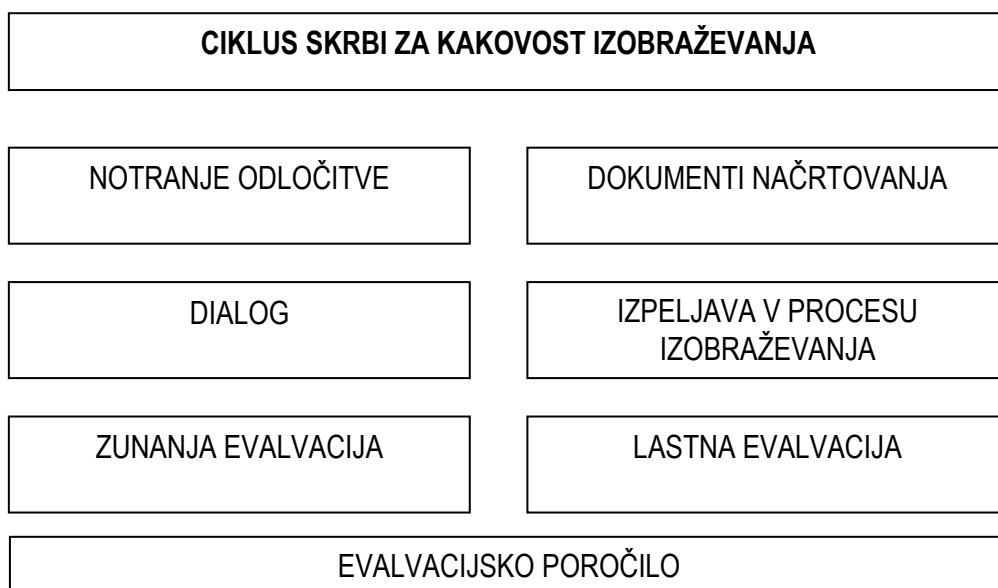 CIKLUS SKRBI ZA KAKOVOST IZOBRAŽEVANJA
NOTRANJE ODLOČITVE
DOKUMENTI NAČRTOVANJA
DIALOG
IZPELJAVA V PROCESU
IZOBRAŽEVANJA
ZUNANJA EVALVACIJA
LASTNA EVALVACIJA
EVALVACIJSKO POROČILO